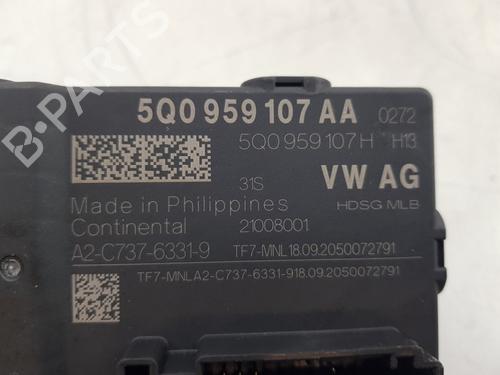 5Q0 959 107 AA 0272
5Q0 959 107 H H13
31S VW AG
Made in Philippines HDSG MLB
Continental 21008001
A2-C737-6331-9 TF7-MNL18.09.2050072791
TF7-MNLA2-C737-6331-918.09.2050072791